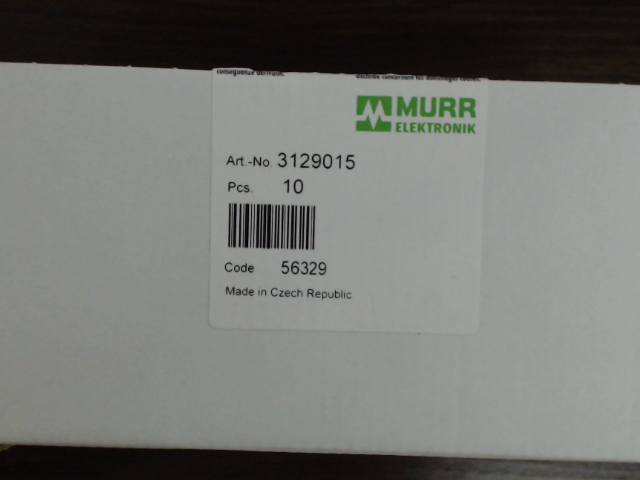 MURR
ELEKTRONIK
Art.-No. 3129015
Pcs. 10
Code 56329
Made in Czech Republic